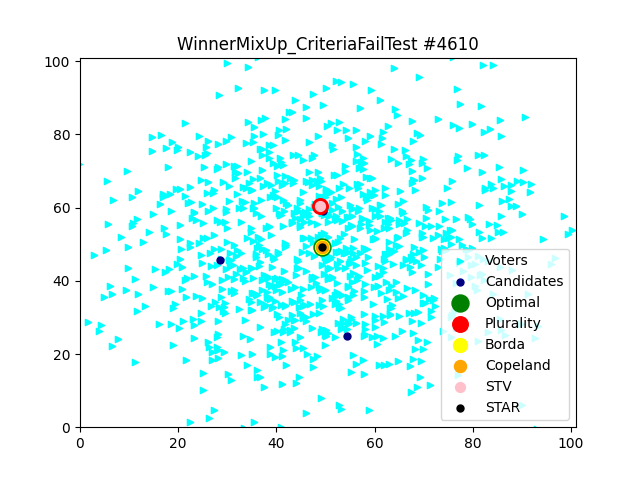 WinnerMixUp_CriteriaFailTest #4610
100
80
60
40
20
0
0 20 40 60 80 100
Voters
Candidates
Optimal
Plurality
Borda
Copeland
STV
STAR